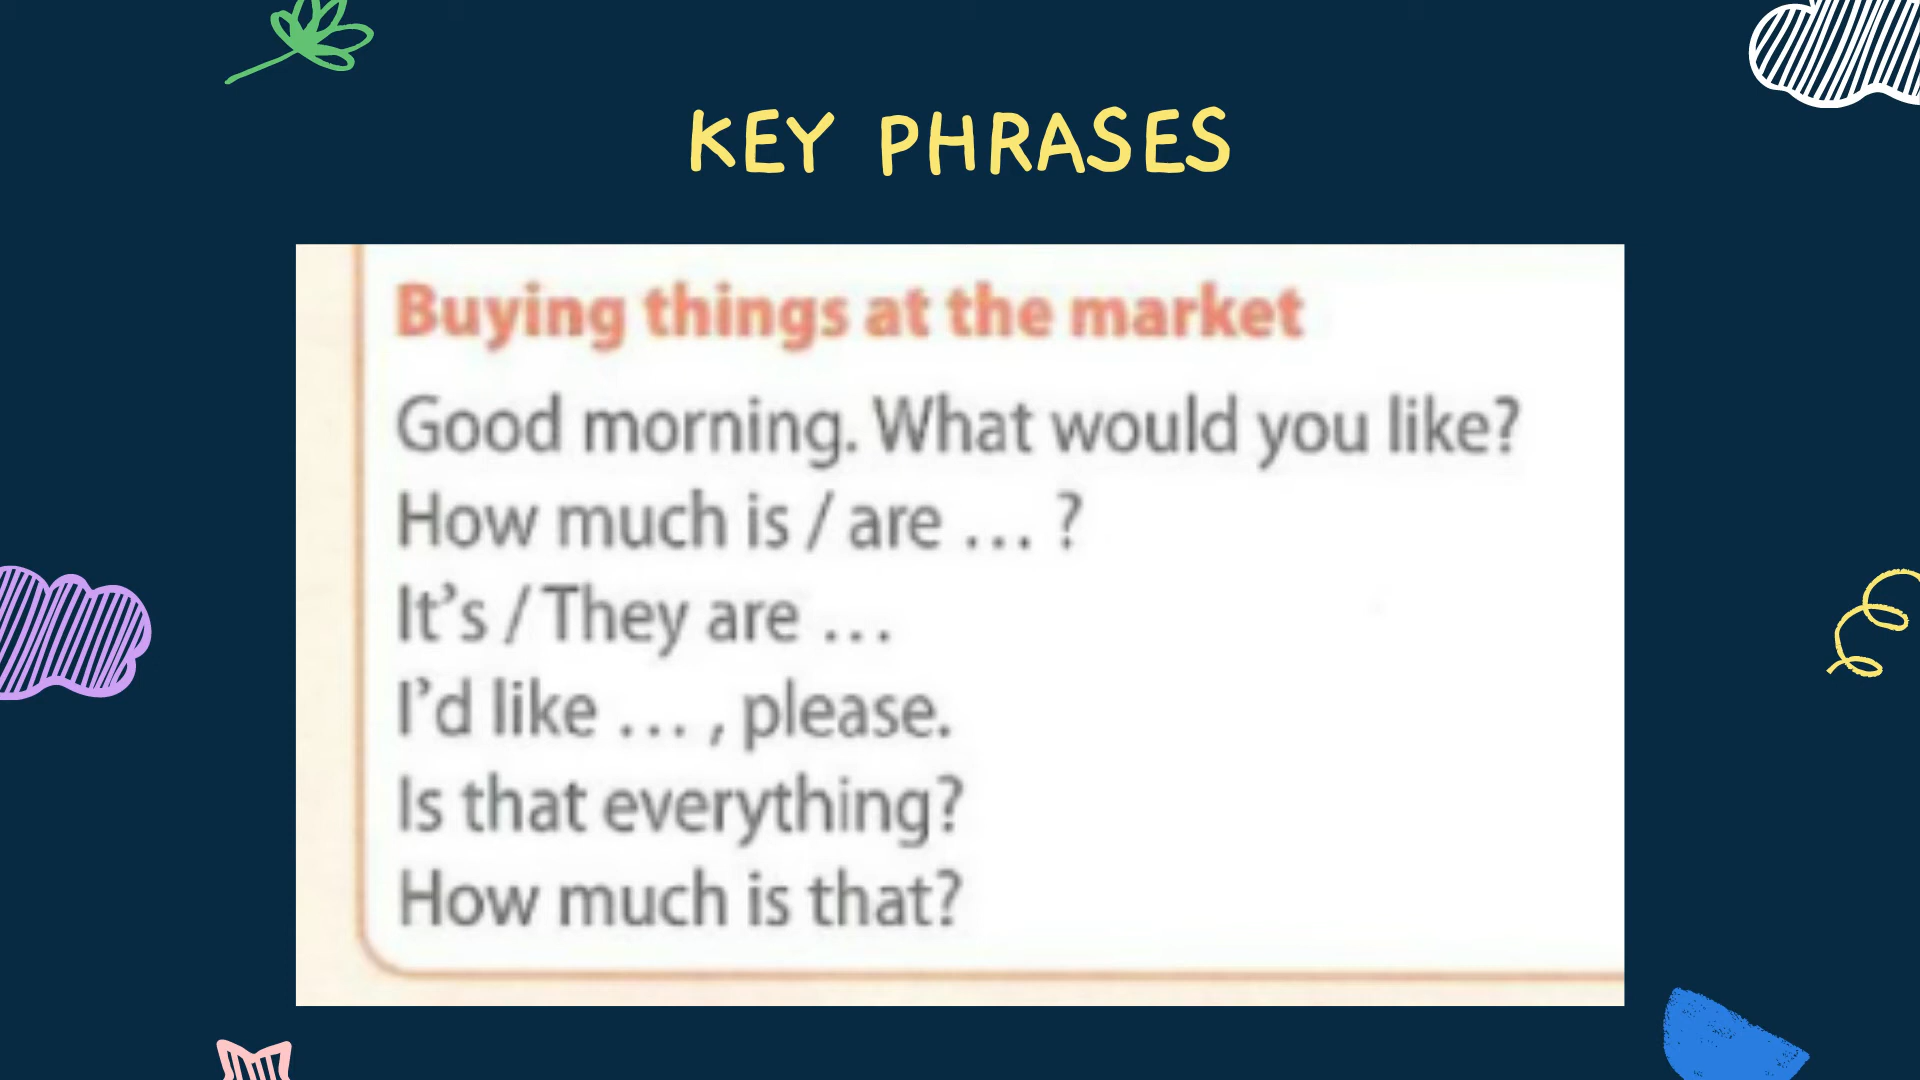 KEY PHRASES
Buying things at the market
Good morning. What would you like?
How much is / are … ?
It's / They are …
I'd like … , please.
Is that everything?
How much is that?